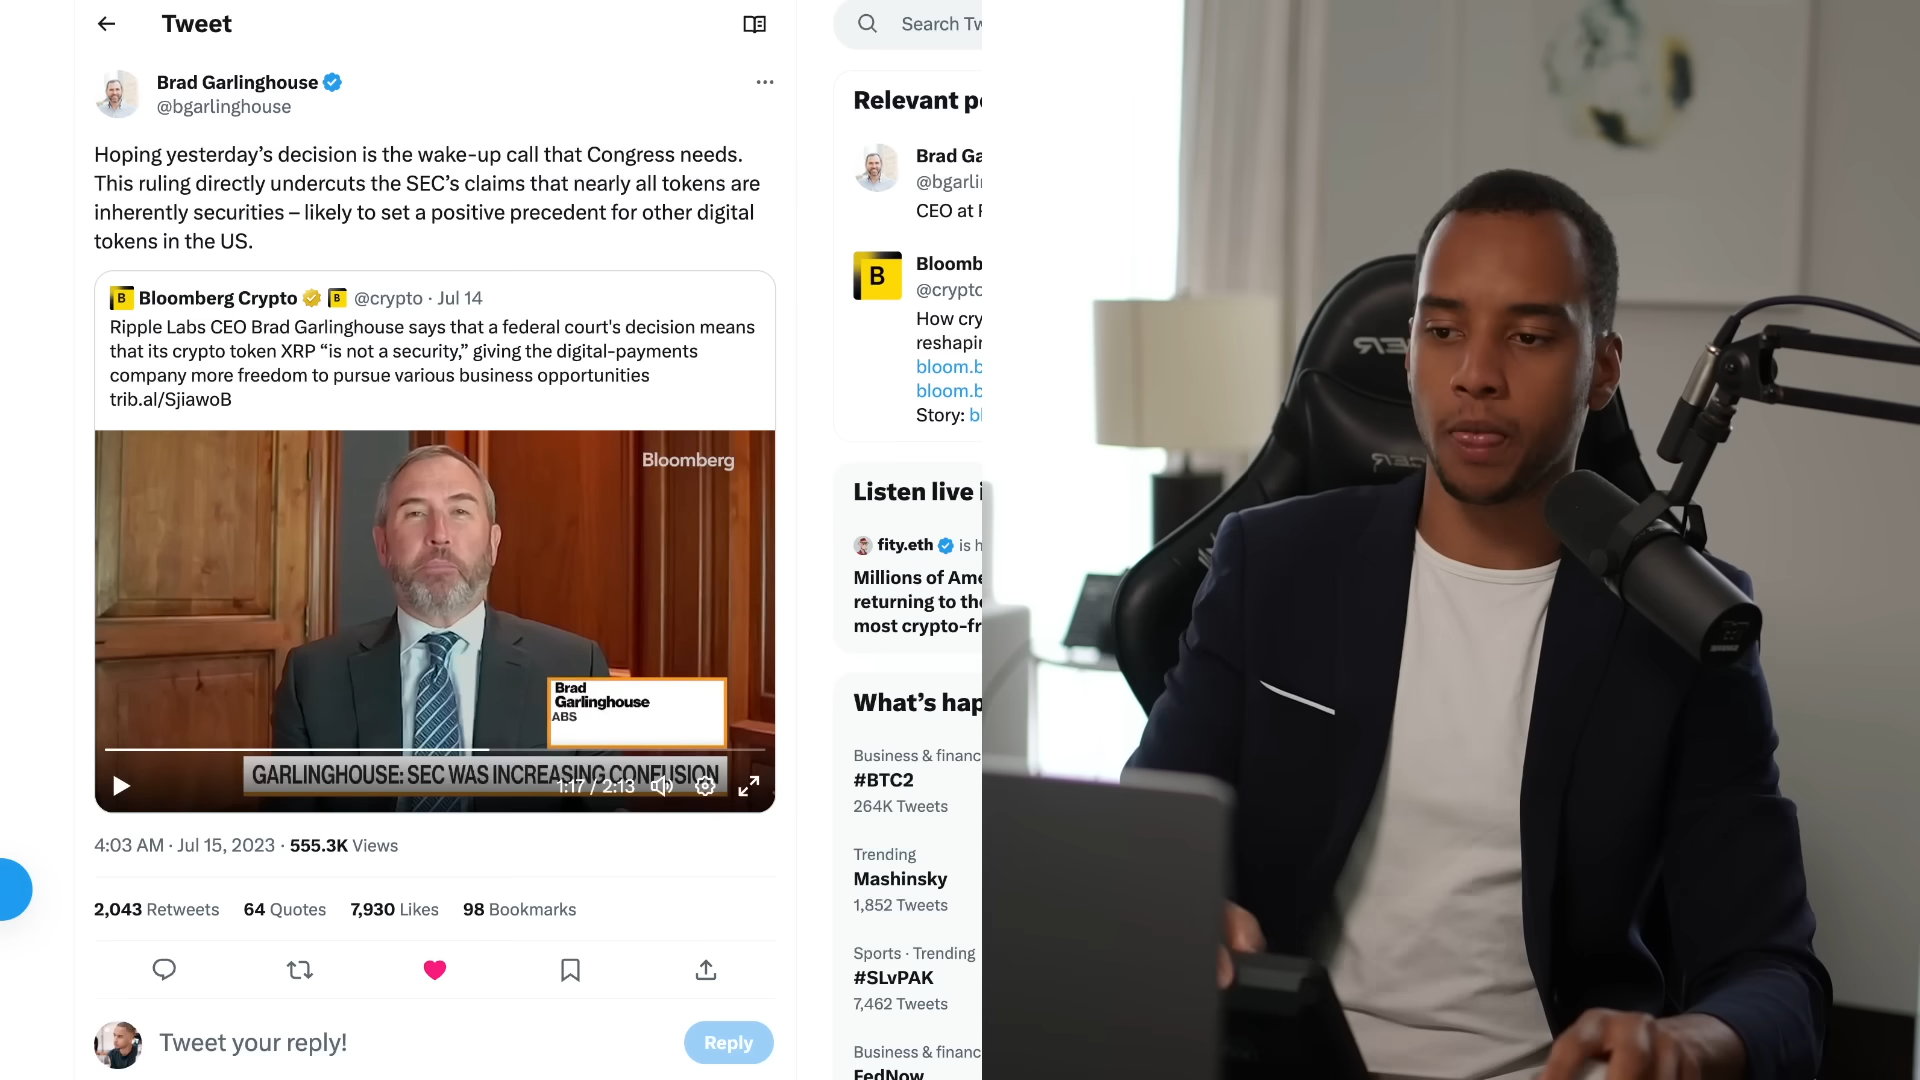 Tweet
Brad Garlinghouse
@bgarlinghouse
Hoping yesterday’s decision is the wake-up call that Congress needs.
This ruling directly undercuts the SEC’s claims that nearly all tokens are
inherently securities – likely to set a positive precedent for other digital
tokens in the US.
B Bloomberg Crypto B @crypto · Jul 14
Ripple Labs CEO Brad Garlinghouse says that a federal court's decision means
that its crypto token XRP “is not a security,” giving the digital-payments
company more freedom to pursue various business opportunities
trib.al/SjiawoB
Bloomberg
Brad
Garlinghouse
ABS
GARLINGHOUSE: SEC WAS INCREASING CONFUSION
1:17 / 2:13
4:03 AM · Jul 15, 2023 · 555.3K Views
2,043 Retweets 64 Quotes 7,930 Likes 98 Bookmarks
Tweet your reply!
Reply
Search Tw
Relevant pe
Brad Ga
@bgarlin
CEO at R
B
Bloomb
@crypto
How cry
reshapin
bloom.b
bloom.b
Story: bl
Listen live i
fity.eth is h
Millions of Ame
returning to the
most crypto-fr
What’s hap
Business & financ
#BTC2
264K Tweets
Trending
Mashinsky
1,852 Tweets
Sports · Trending
#SLvPAK
7,462 Tweets
Business & financ
FedNow